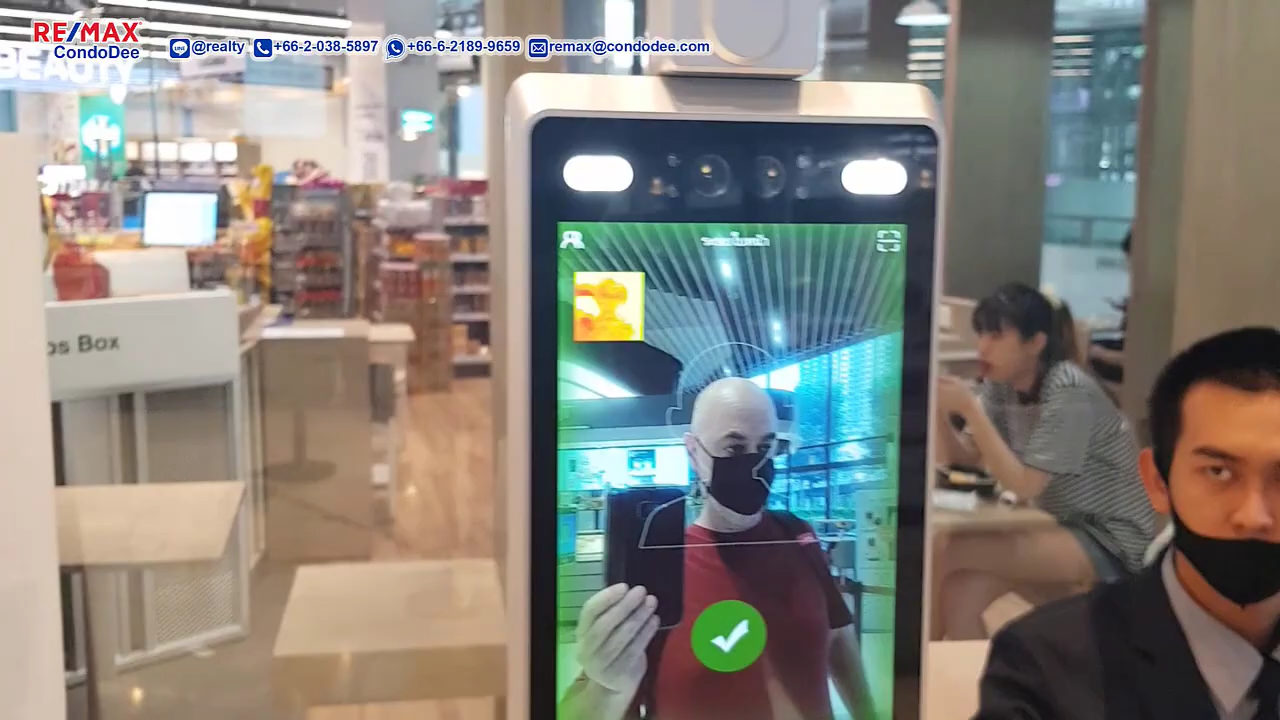 RE/MAX
CondoDee
@realty +66-2-038-5897 +66-6-2189-9659 remax@condodee.com
BEAUTY
os Box